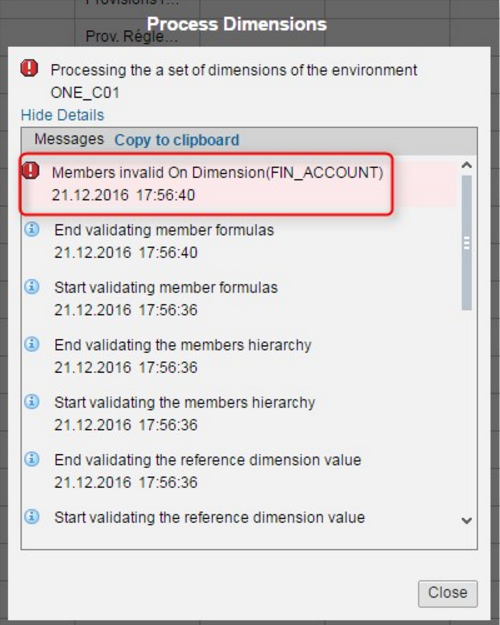 Provisions f...
Process Dimensions
Prov. Régle...
Processing the a set of dimensions of the environment
ONE_C01
Hide Details
Messages Copy to clipboard
Members invalid On Dimension(FIN_ACCOUNT)
21.12.2016 17:56:40
End validating member formulas
21.12.2016 17:56:40
Start validating member formulas
21.12.2016 17:56:36
End validating the members hierarchy
21.12.2016 17:56:36
Start validating the members hierarchy
21.12.2016 17:56:36
End validating the reference dimension value
21.12.2016 17:56:36
Start validating the reference dimension value
Close